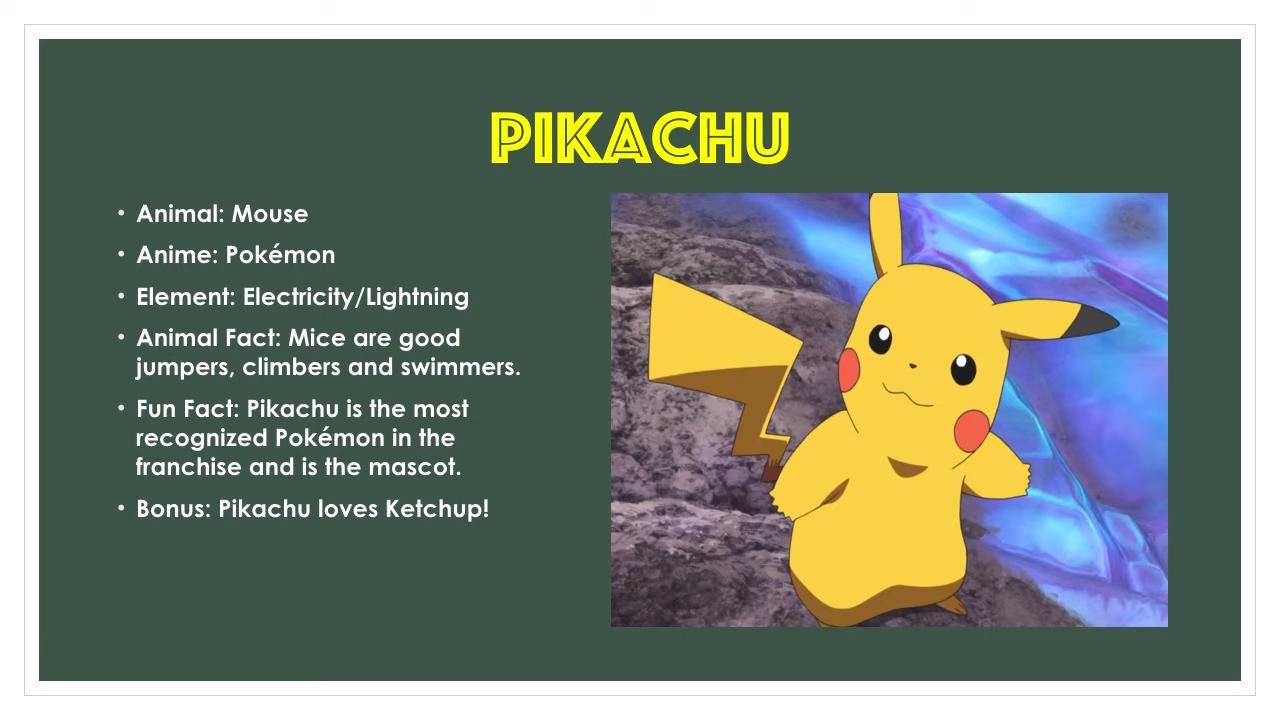 PIKACHU
• Animal: Mouse
• Anime: Pokémon
• Element: Electricity/Lightning
• Animal Fact: Mice are good
jumpers, climbers and swimmers.
• Fun Fact: Pikachu is the most
recognized Pokémon in the
franchise and is the mascot.
• Bonus: Pikachu loves Ketchup!